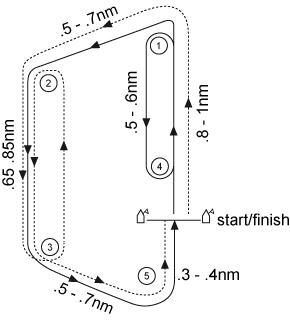 .5 - .7nm
1
2
.5 - .6nm
.8 - 1nm
.65 .85nm
4
start/finish
3
5
.3 - .4nm
.5 - .7nm